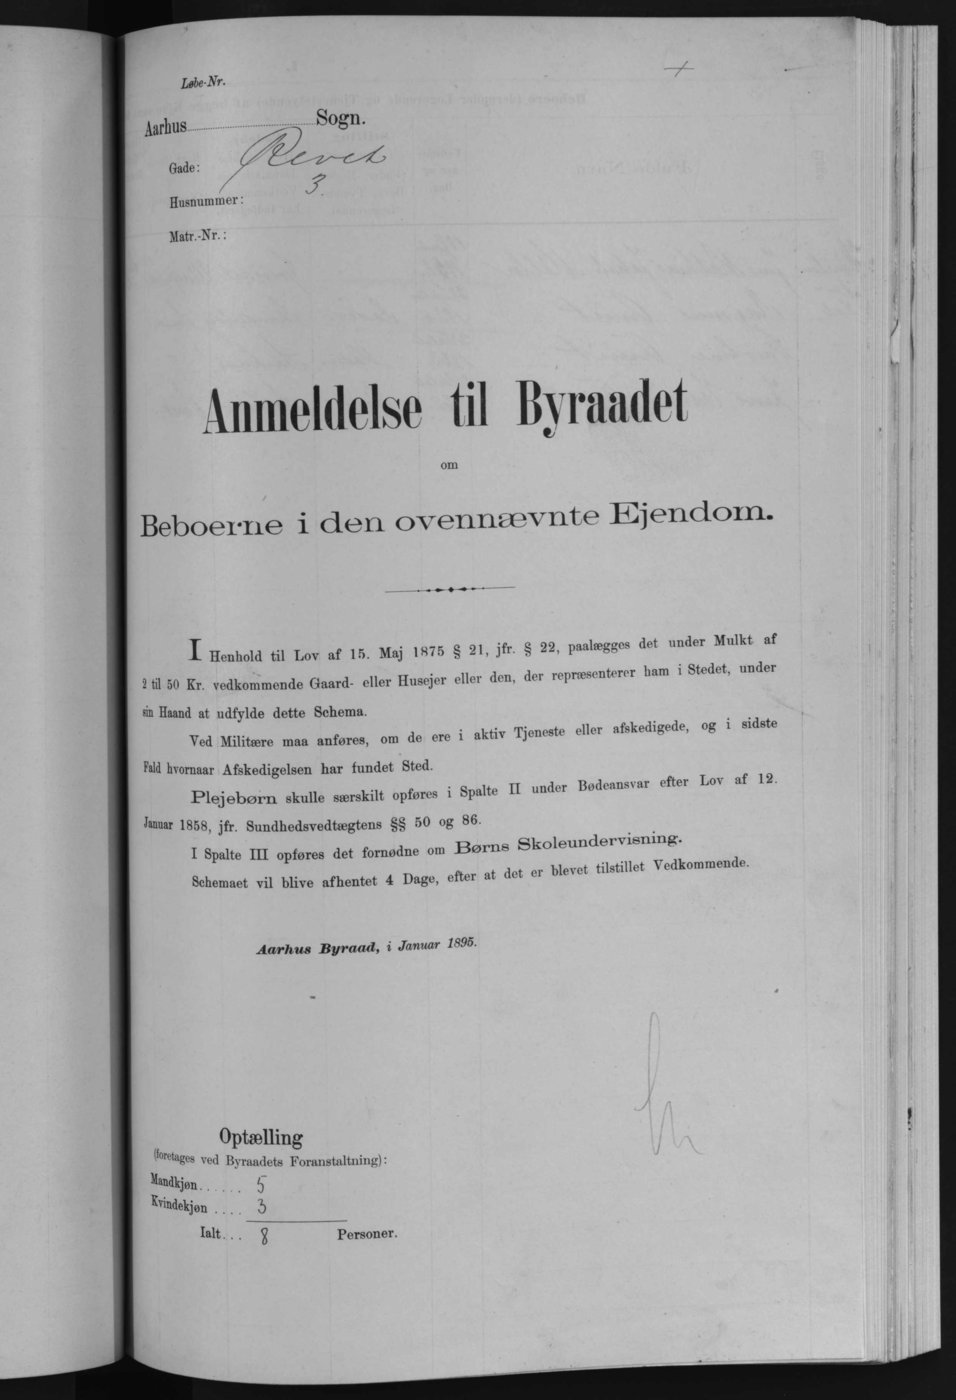 Løbe-Nr.
Aarhus Sogn.
Gade: Revet
Husnummer: 3.
Matr.-Nr.:
Anmeldelse til Byraadet
om
Beboerne i den ovennævnte Ejendom.
I Henhold til Lov af 15. Maj 1875 § 21, jfr. § 22, paalægges det under Mulkt af
2 til 50 Kr. vedkommende Gaard- eller Husejer eller den, der repræsenterer ham i Stedet, under
sin Haand at udfylde dette Schema.
Ved Militære maa anføres, om de ere i aktiv Tjeneste eller afskedigede, og i sidste
Fald hvornaar Afskedigelsen har fundet Sted.
Plejebørn skulle særskilt opføres i Spalte II under Bødeansvar efter Lov af 12.
Januar 1858, jfr. Sundhedsvedtægtens §§ 50 og 86.
I Spalte III opføres det fornødne om Børns Skoleundervisning.
Schemaet vil blive afhentet 4 Dage, efter at det er blevet tilstillet Vedkommende.
Aarhus Byraad, i Januar 1895.
Optælling
(foretages ved Byraadets Foranstaltning):
Mandkjøn...... 5
Kvindekjøn.... 3
Ialt... 8 Personer.